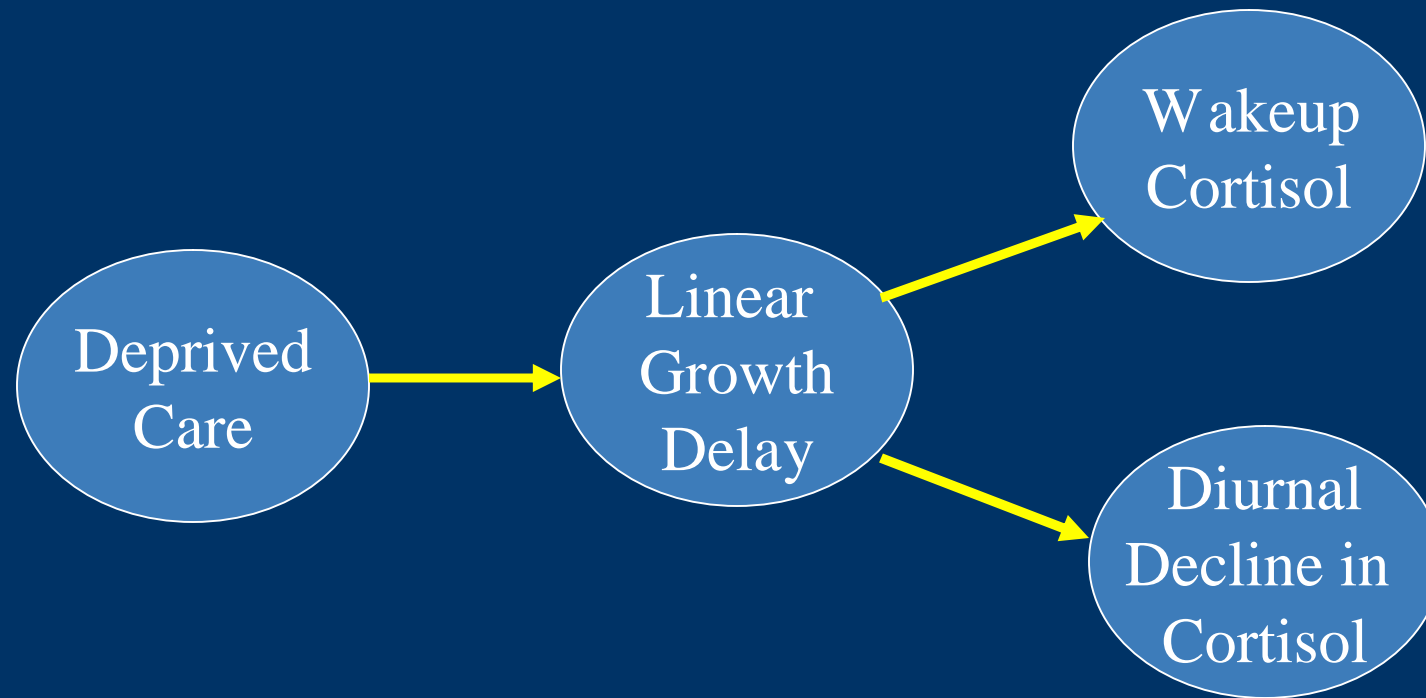 Deprived
Care
Linear
Growth
Delay
Wakeup
Cortisol
Diurnal
Decline in
Cortisol